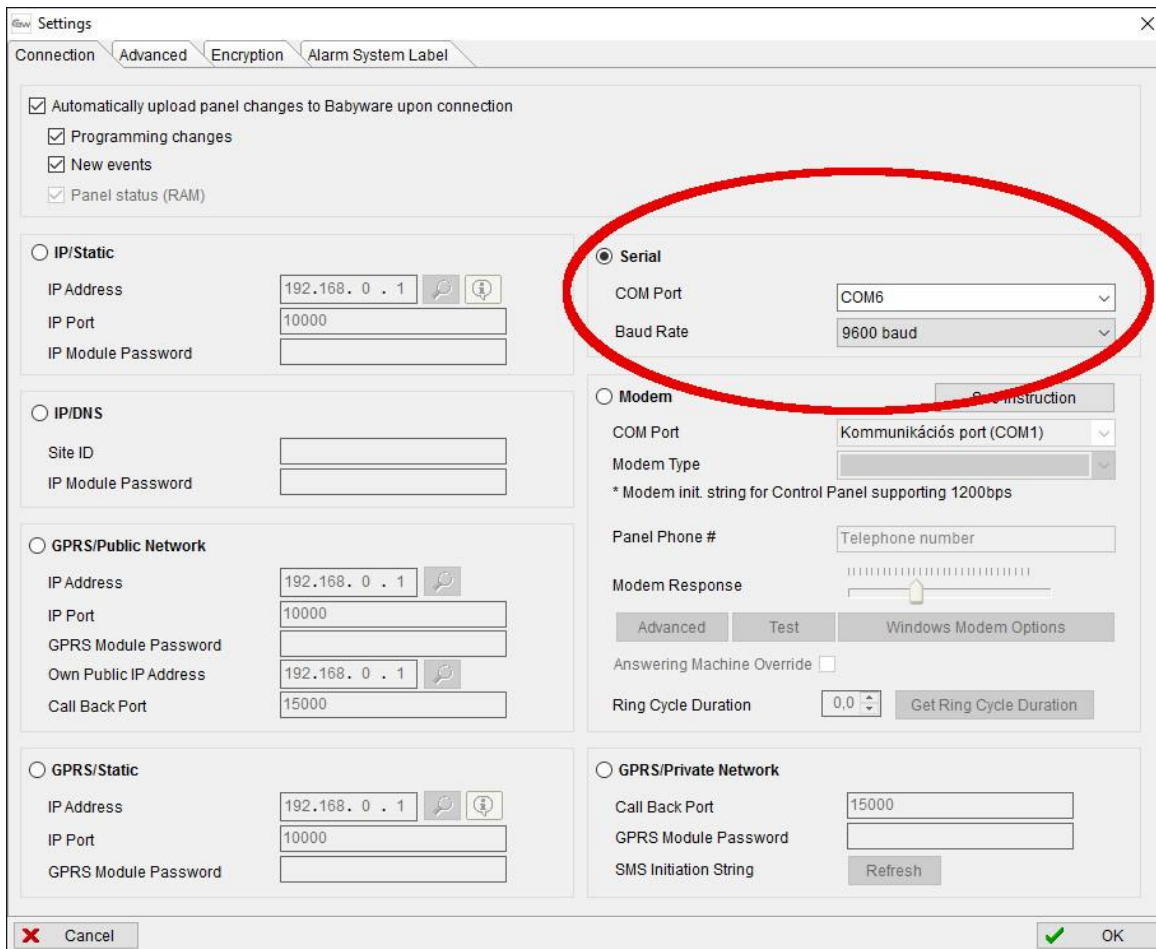 Settings
Connection
Advanced
Encryption
Alarm System Label
Automatically upload panel changes to Babyware upon connection
Programming changes
New events
Panel status (RAM)
IP/Static
IP Address 192.168. 0 . 1
IP Port 10000
IP Module Password
IP/DNS
Site ID
IP Module Password
GPRS/Public Network
IP Address 192.168. 0 . 1
IP Port 10000
GPRS Module Password
Own Public IP Address 192.168. 0 . 1
Call Back Port 15000
GPRS/Static
IP Address 192.168. 0 . 1
IP Port 10000
GPRS Module Password
Serial
COM Port COM6
Baud Rate 9600 baud
Modem
Instruction
COM Port Kommunikációs port (COM1)
Modem Type
* Modem init. string for Control Panel supporting 1200bps
Panel Phone # Telephone number
Modem Response
Advanced Test Windows Modem Options
Answering Machine Override
Ring Cycle Duration 0,0 Get Ring Cycle Duration
GPRS/Private Network
Call Back Port 15000
GPRS Module Password
SMS Initiation String Refresh
Cancel
OK